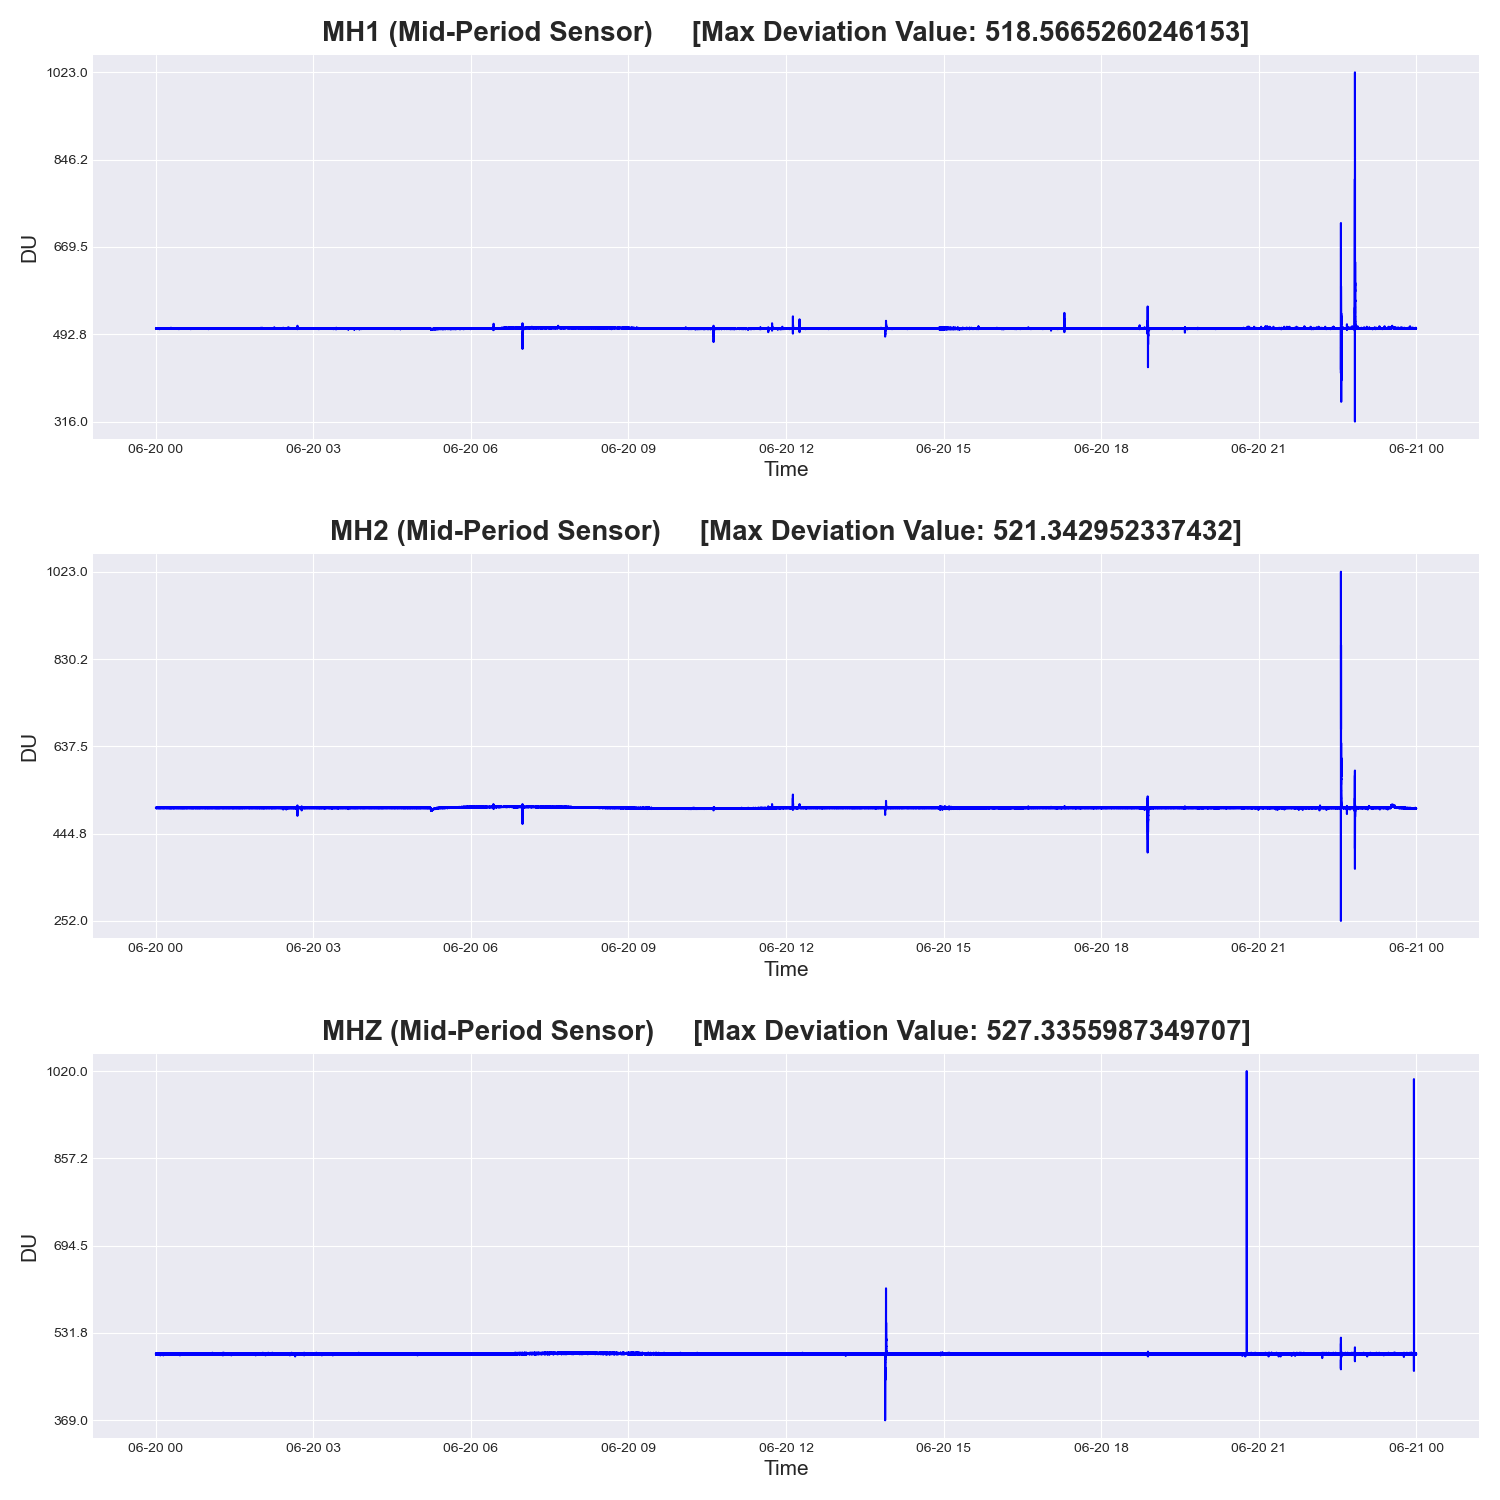 MH1 (Mid-Period Sensor) [Max Deviation Value: 518.5665260246153]
1023.0
846.2
669.5
492.8
316.0
DU
06-20 00 06-20 03 06-20 06 06-20 09 06-20 12 06-20 15 06-20 18 06-20 21 06-21 00
Time
MH2 (Mid-Period Sensor) [Max Deviation Value: 521.342952337432]
1023.0
830.2
637.5
444.8
252.0
DU
06-20 00 06-20 03 06-20 06 06-20 09 06-20 12 06-20 15 06-20 18 06-20 21 06-21 00
Time
MHZ (Mid-Period Sensor) [Max Deviation Value: 527.3355987349707]
1020.0
857.2
694.5
531.8
369.0
DU
06-20 00 06-20 03 06-20 06 06-20 09 06-20 12 06-20 15 06-20 18 06-20 21 06-21 00
Time